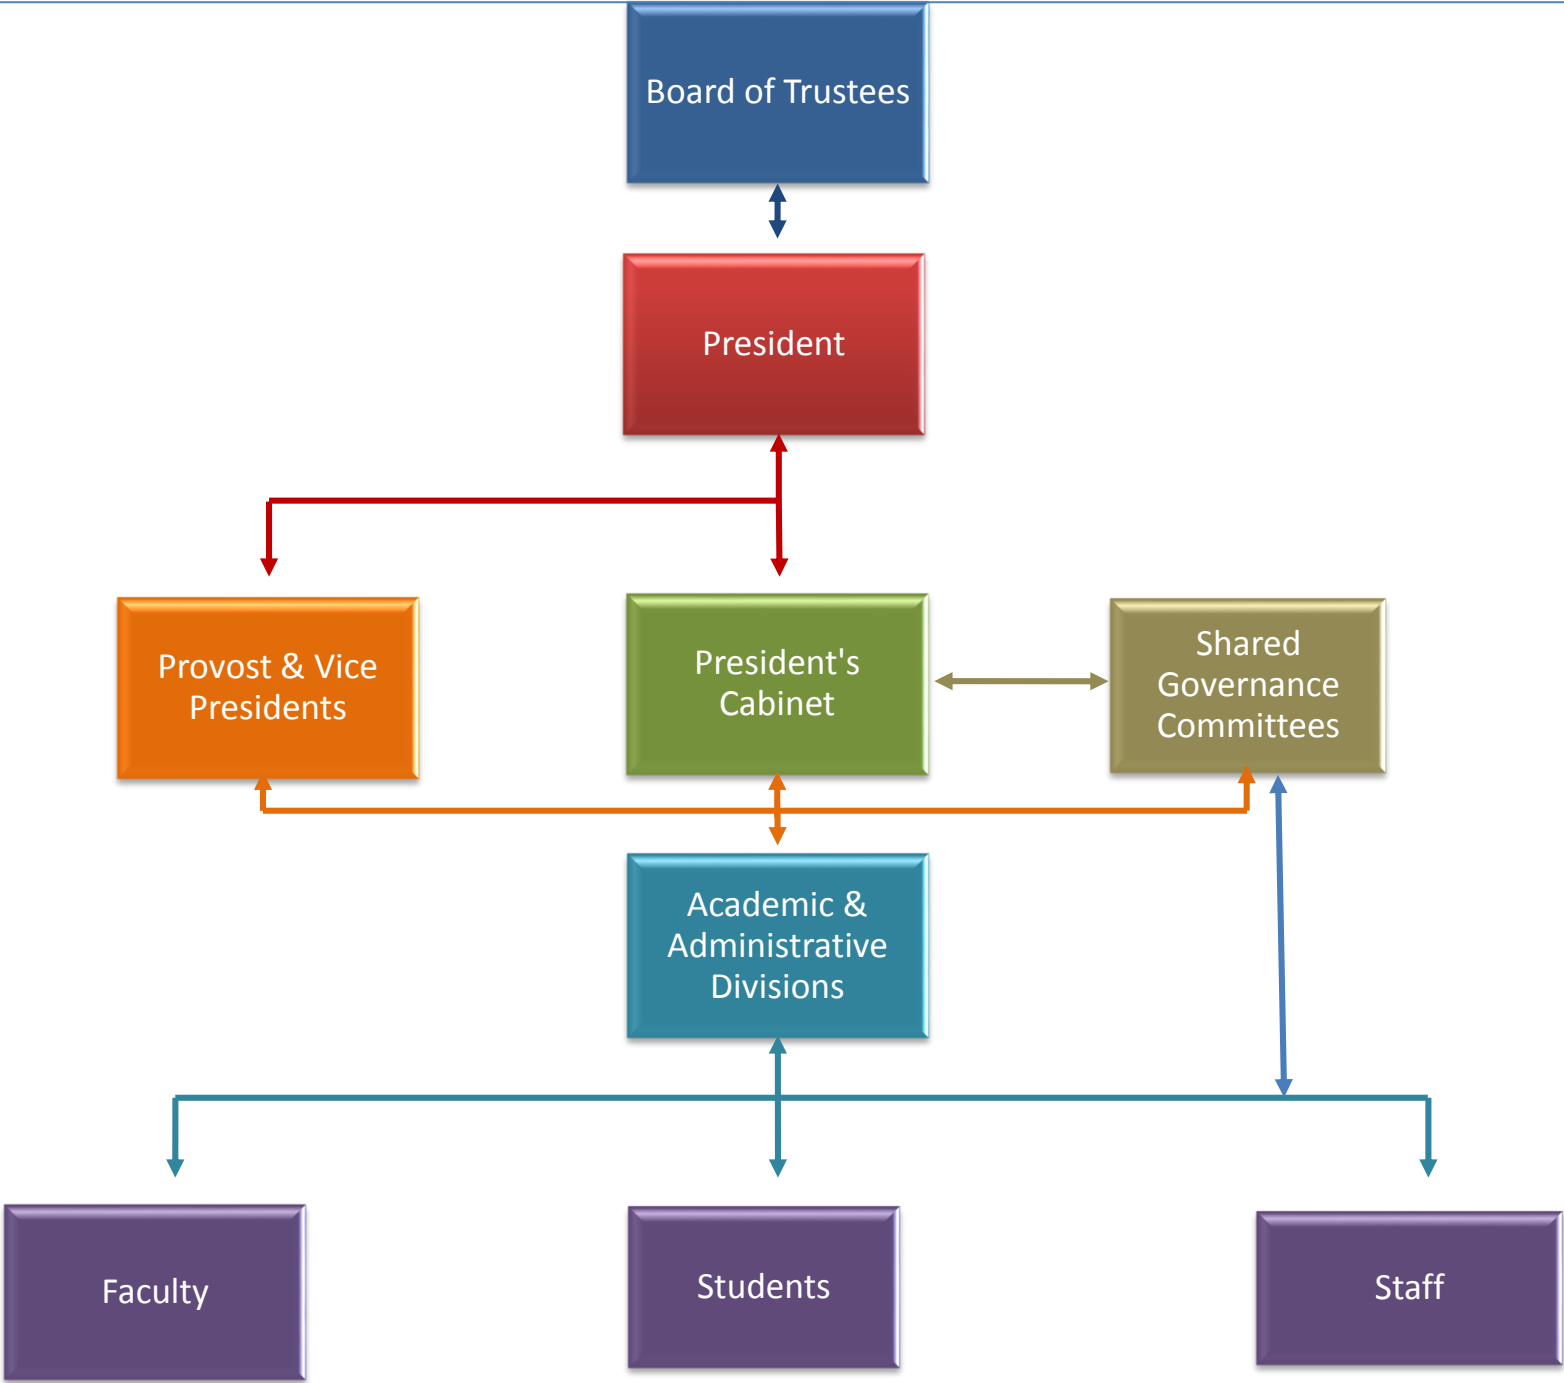 Board of Trustees
President
Provost & Vice
Presidents
President's
Cabinet
Shared
Governance
Committees
Academic &
Administrative
Divisions
Faculty
Students
Staff